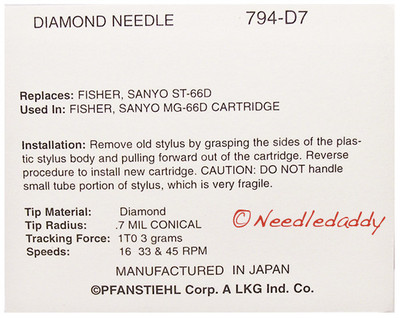 DIAMOND NEEDLE 794-D7
Replaces: FISHER, SANYO ST-66D
Used In: FISHER, SANYO MG-66D CARTRIDGE
Installation: Remove old stylus by grasping the sides of the plas-
tic stylus body and pulling forward out of the cartridge. Reverse
procedure to install new cartridge. CAUTION: DO NOT handle
small tube portion of stylus, which is very fragile.
Tip Material: Diamond
Tip Radius: .7 MIL CONICAL
Tracking Force: 1T0 3 grams
Speeds: 16 33 & 45 RPM
© Needledaddy
MANUFACTURED IN JAPAN
©PFANSTIEHL Corp. A LKG Ind. Co.